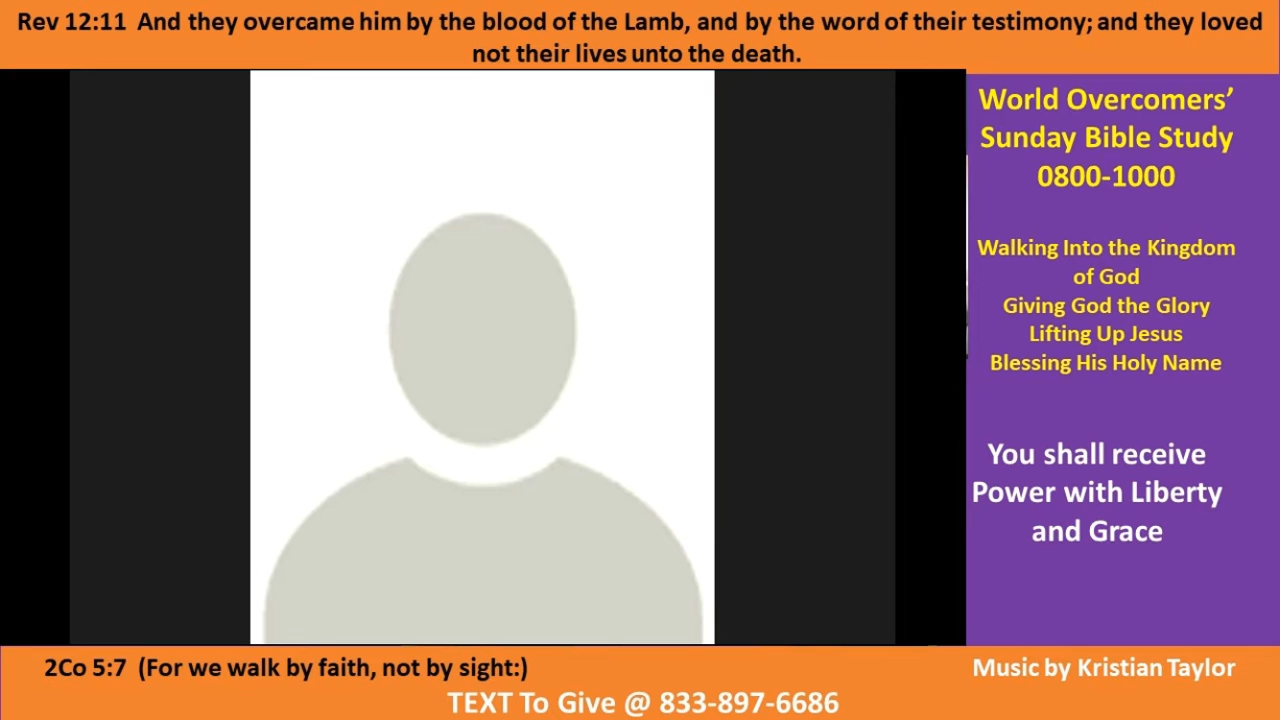 Rev 12:11 And they overcame him by the blood of the Lamb, and by the word of their testimony; and they loved
not their lives unto the death.
World Overcomers’
Sunday Bible Study
0800-1000
Walking Into the Kingdom
of God
Giving God the Glory
Lifting Up Jesus
Blessing His Holy Name
You shall receive
Power with Liberty
and Grace
2Co 5:7 (For we walk by faith, not by sight:)
Music by Kristian Taylor
TEXT To Give @ 833-897-6686